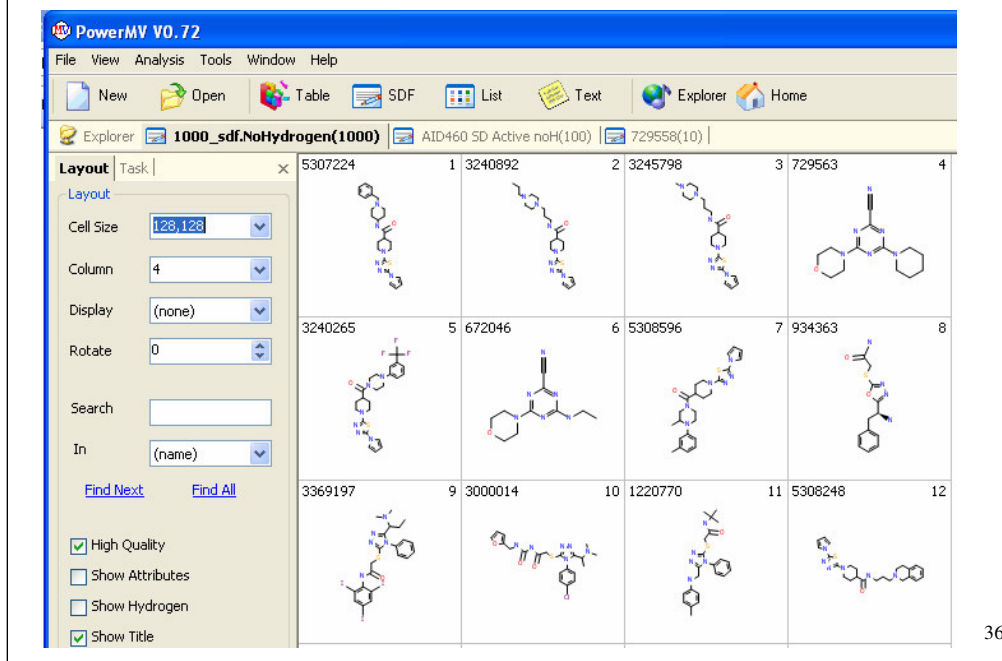 PowerMV V0.72
File View Analysis Tools Window Help
New Open Table SDF List Text Explorer Home
Explorer 1000_sdf.NoHydrogen(1000) AID460 SD Active noH(100) 729558(10)
Layout Task
Layout
Cell Size 128,128
Column 4
Display (none)
Rotate 0
Search
In (name)
Find Next Find All
High Quality
Show Attributes
Show Hydrogen
Show Title
5307224 1 3240892 2 3245798 3 729563 4
3240265 5 672046 6 5308596 7 934363 8
3369197 9 3000014 10 1220770 11 5308248 12
36